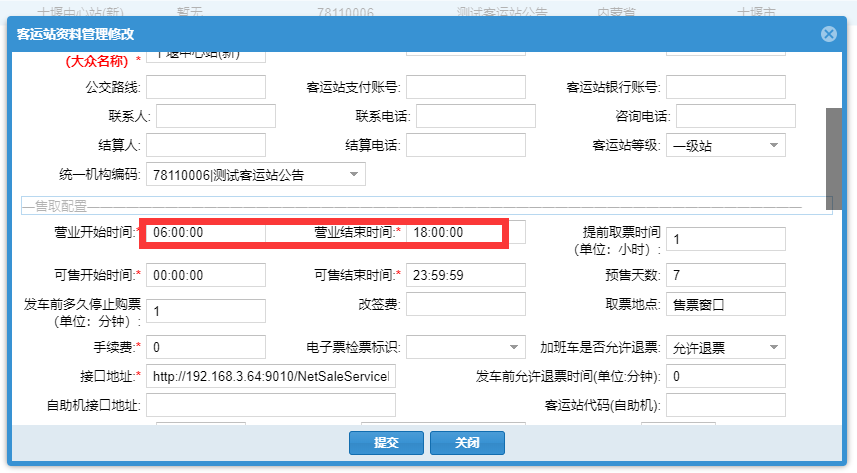 十堰中心站(新) 暂无 78110006 测试客运站公告 内蒙省 十堰市
客运站资料管理修改
（大众名称）* 十堰中心站(新)
公交路线: 客运站支付账号: 客运站银行账号:
联系人: 联系电话: 咨询电话:
结算人: 结算电话: 客运站等级: 一级站
统一机构编码: 78110006|测试客运站公告
售取配置
营业开始时间:* 06:00:00 营业结束时间:* 18:00:00 提前取票时间
（单位：小时）: 1
可售开始时间:* 00:00:00 可售结束时间:* 23:59:59 预售天数: 7
发车前多久停止购票 改签费: 取票地点: 售票窗口
（单位：分钟）: 1
手续费:* 0 电子票检票标识: 加班车是否允许退票: 允许退票
接口地址:* http://192.168.3.64:9010/NetSaleService 发车前允许退票时间(单位:分钟): 0
自助机接口地址: 客运站代码(自助机):
提交 关闭